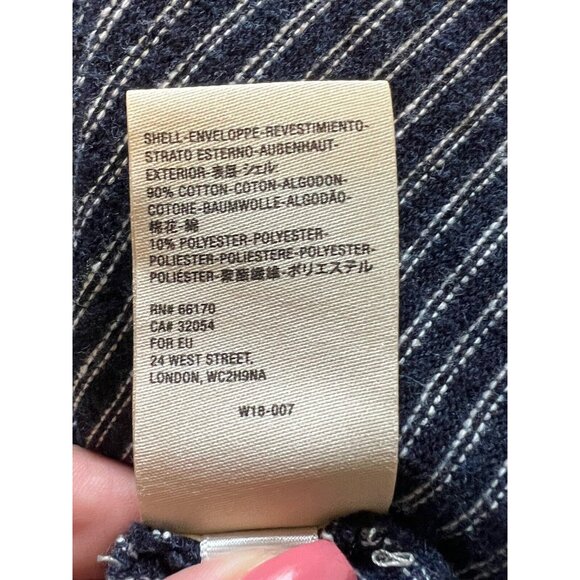 SHELL-ENVELOPPE-REVESTIMIENTO-
STRATO ESTERNO-AUßENHAUT-
EXTERIOR-表層-シェル
90% COTTON-COTON-ALGODON-
COTONE-BAUMWOLLE-ALGODÃO-
棉花-綿
10% POLYESTER-POLYESTER-
POLIESTER-POLIESTERE-POLYESTER-
POLIÉSTER-聚酯纖維-ポリエステル
RN# 66170
CA# 32054
FOR EU
24 WEST STREET,
LONDON, WC2H9NA
W18-007